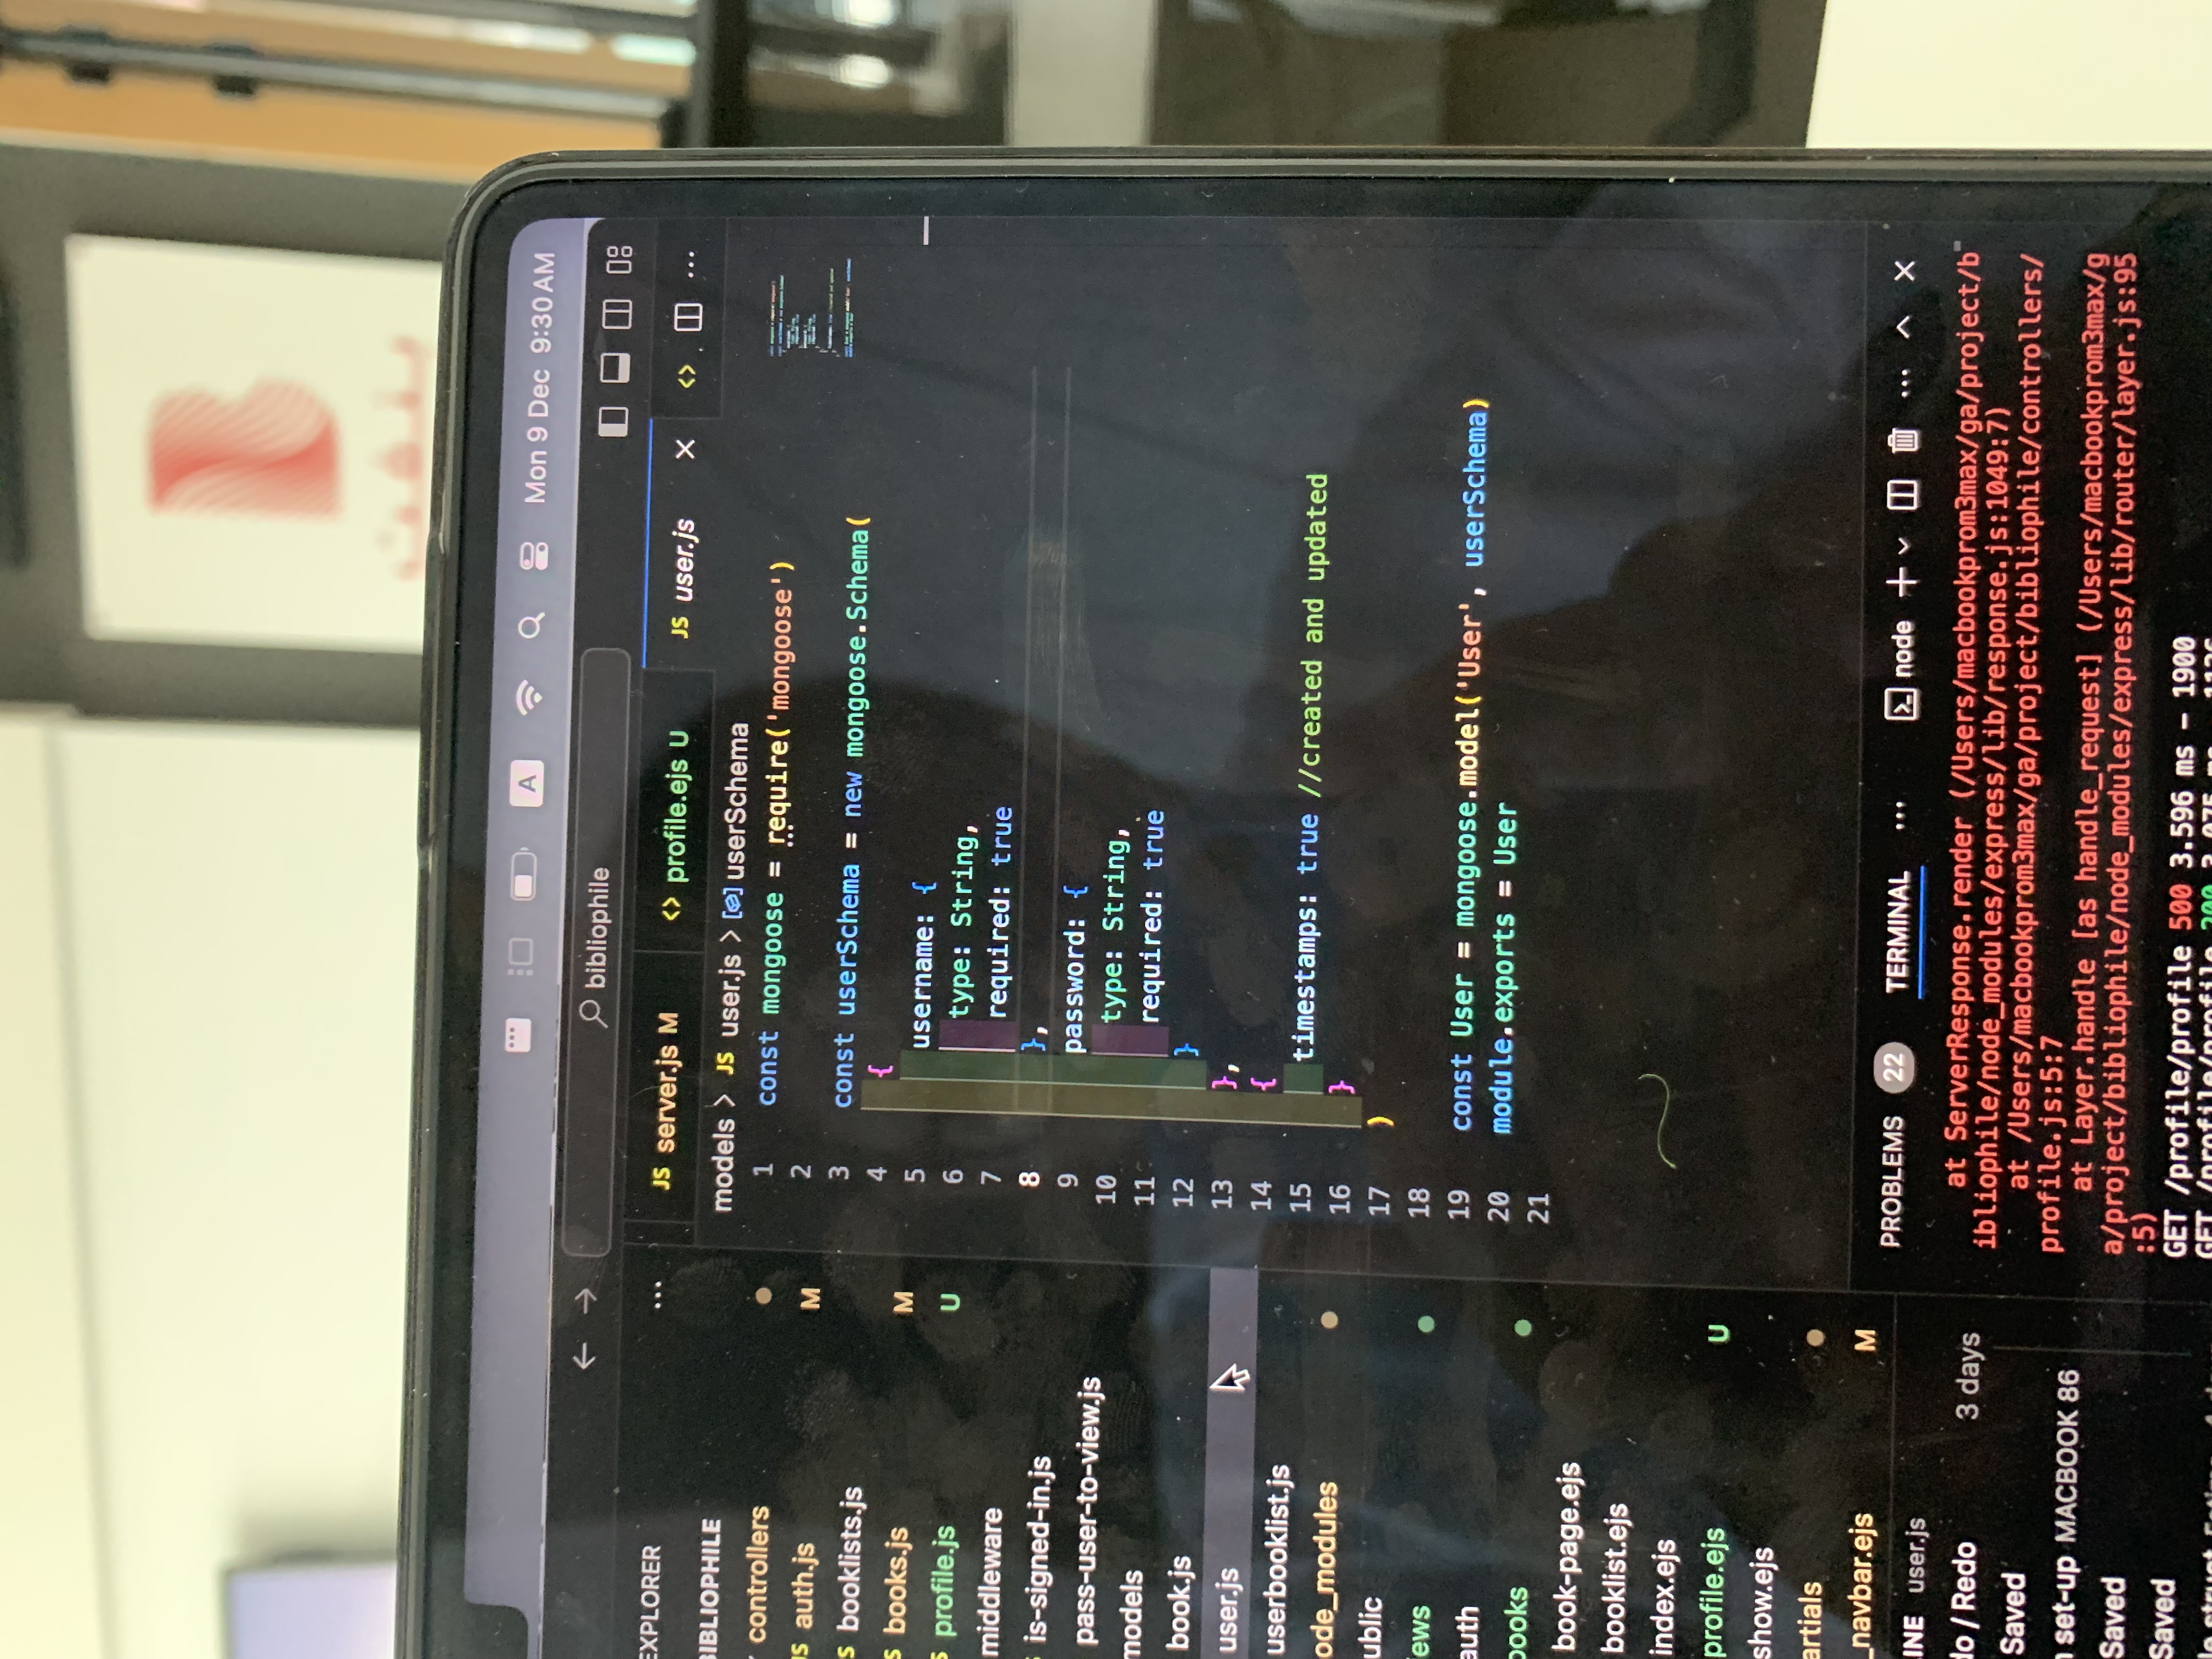 بنفت
Mon 9 Dec 9:30 AM
bibliophile
EXPLORER
BIBLIOPHILE
controllers
JS auth.js M
booklists.js
books.js M
profile.js U
middleware
is-signed-in.js
pass-user-to-view.js
models
book.js
user.js
userbooklist.js
ode_modules
ublic
ews
auth
books
book-page.ejs
booklist.ejs
index.ejs
profile.ejs U
show.ejs
artials
_navbar.ejs M
INE user.js
do / Redo 3 days
Saved
set-up MACBOOK 86
Saved
Saved
JS server.js M
<> profile.ejs U
JS user.js
models > JS user.js > userSchema
1 const mongoose = require('mongoose')
2
3 const userSchema = new mongoose.Schema(
4 {
5 username: {
6 type: String,
7 required: true
8 },
9 password: {
10 type: String,
11 required: true
12 }
13 },
14 {
15 timestamps: true //created and updated
16 }
17 )
18
19 const User = mongoose.model('User', userSchema)
20 module.exports = User
21
PROBLEMS 22 TERMINAL node
at ServerResponse.render (/Users/macbookprom3max/ga/project/b
ibliophile/node_modules/express/lib/response.js:1049:7)
at /Users/macbookprom3max/ga/project/bibliophile/controllers/
profile.js:5:7
at Layer.handle [as handle_request] (/Users/macbookprom3max/g
a/project/bibliophile/node_modules/express/lib/router/layer.js:95
:5)
GET /profile/profile 500 3.596 ms - 1900